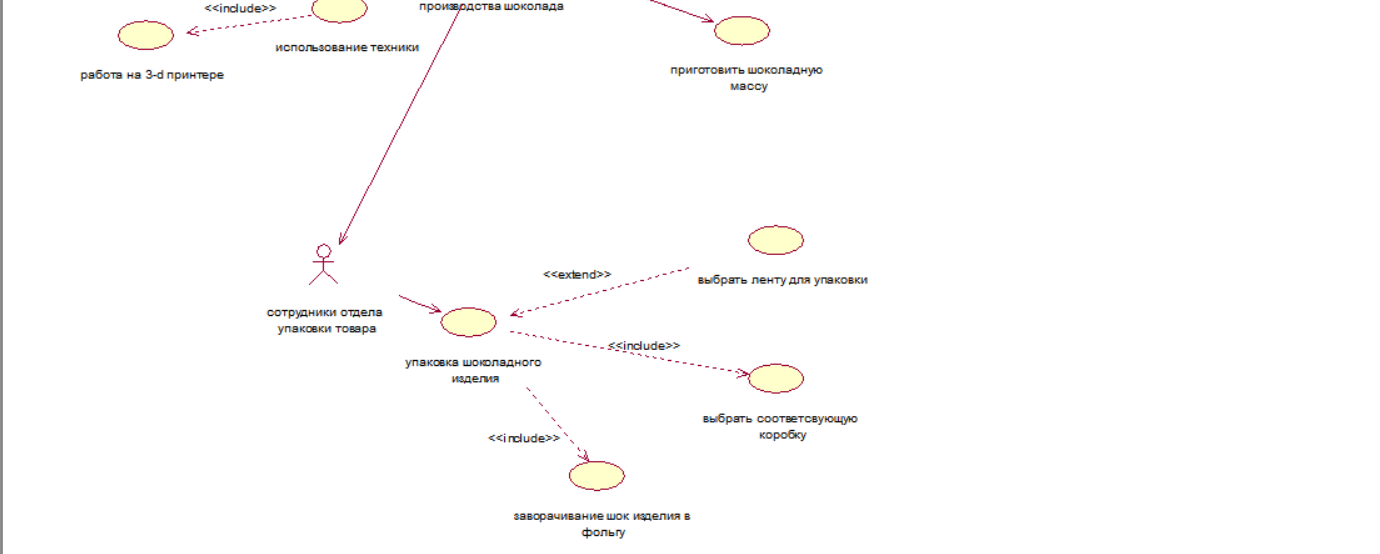 <<include>>
производства шоколада
использование техники
работа на 3-d принтере
приготовить шоколадную
массу
<<extend>>
выбрать ленту для упаковки
сотрудники отдела
упаковки товара
<<include>>
упаковка шоколадного
изделия
выбрать соответсвующую
коробку
<<include>>
заворачивание шок изделия в
фольгу